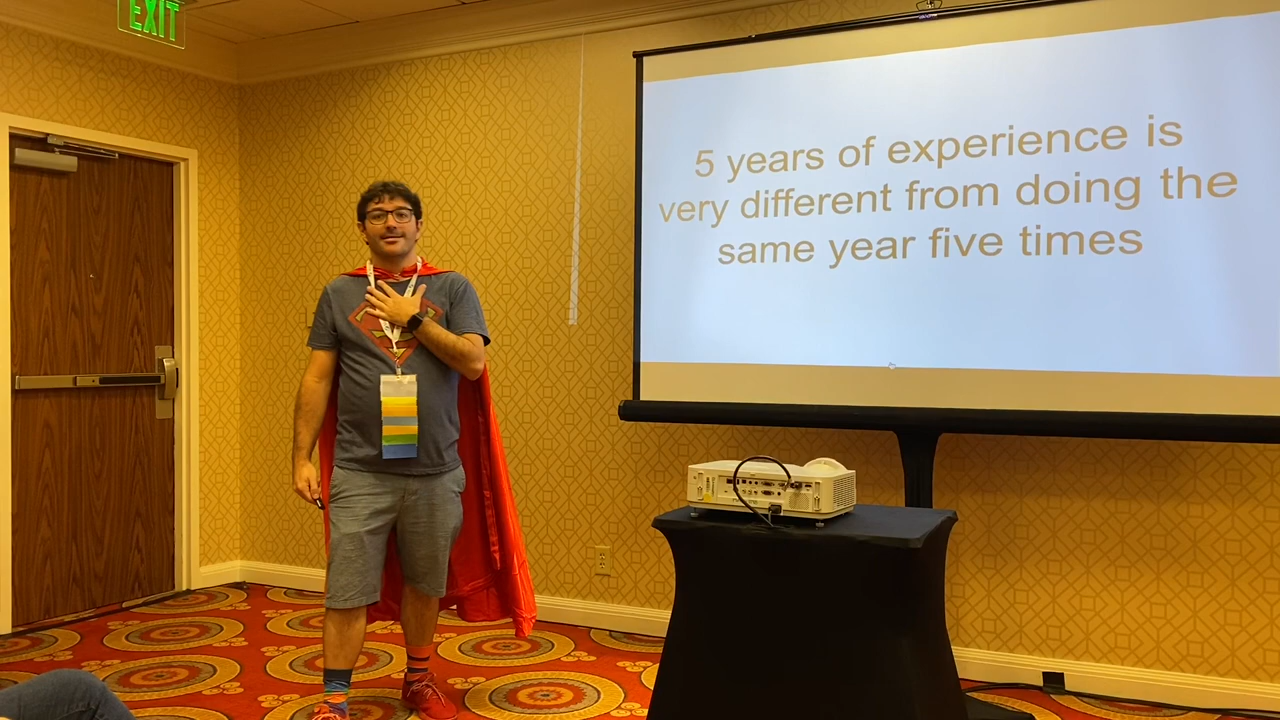 EXIT
5 years of experience is
very different from doing the
same year five times